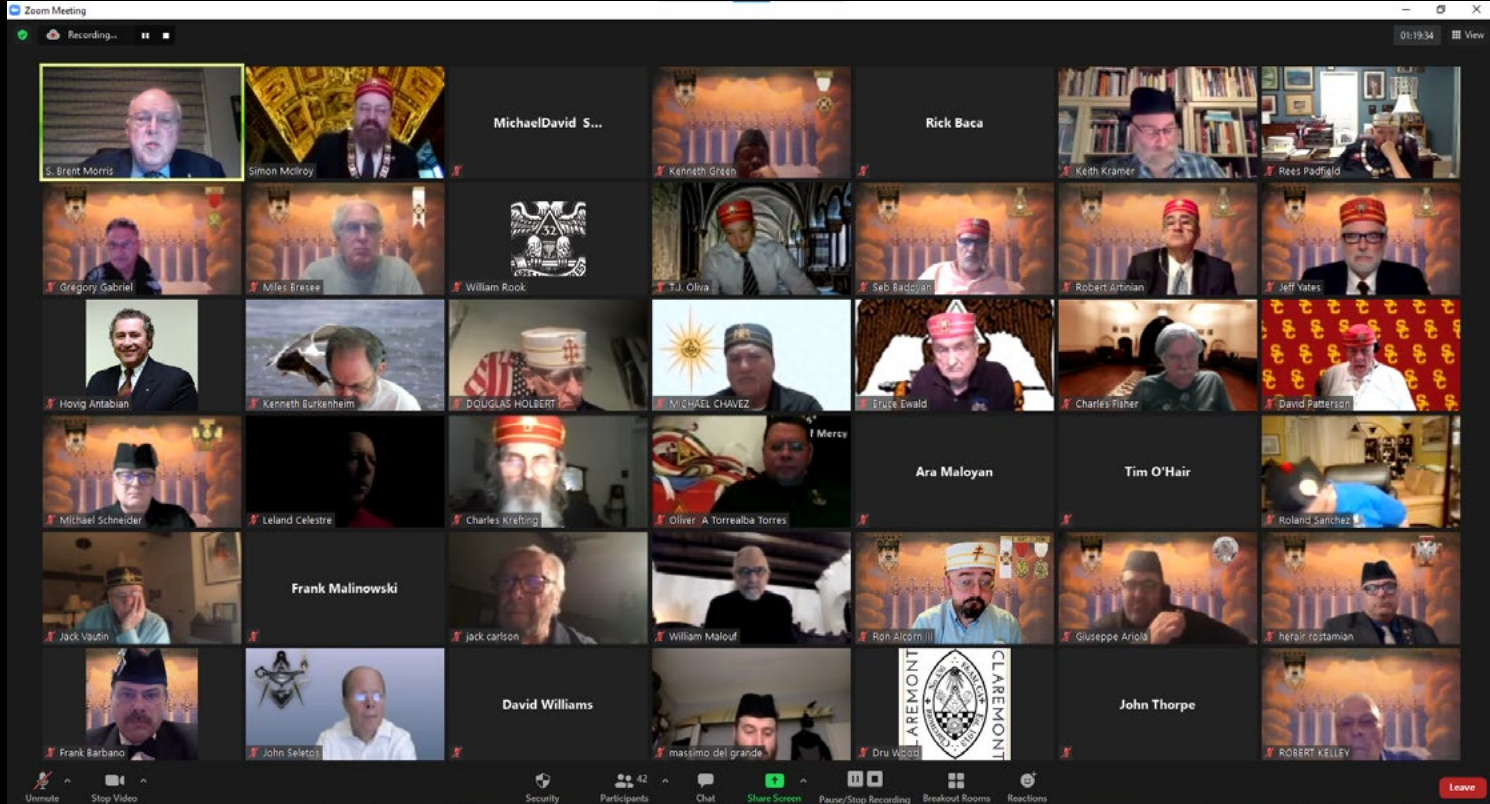 Zoom Meeting
Recording...
01:19:34 View
S. Brent Morris
Simon McIlroy
MichaelDavid S...
Kenneth Green
Rick Baca
Keith Kramer
Rees Padfield
Gregory Gabriel
Miles Bresee
32
William Rook
T.J. Oliva
Seb Badoyan
Robert Artinian
Jeff Yates
Hovig Antabian
Kenneth Burkenheim
DOUGLAS HOLBERT
MICHAEL CHAVEZ
Bruce Ewald
Charles Fisher
David Patterson
Michael Schneider
Leland Celestre
Charles Krefting
f Mercy
Oliver A Torrealba Torres
Ara Maloyan
Tim O'Hair
Roland Sanchez
Jack Vautin
Frank Malinowski
jack carlson
William Malouf
Ron Alcorn III
Giuseppe Ariola
herair rostamian
Frank Barbano
John Seletos
David Williams
massimo del grande
LAREMONT
CLAREMONT
Dru Wood
John Thorpe
ROBERT KELLEY
Unmute
Stop Video
Security
42
Participants
Chat
Share Screen
Pause/Stop Recording
Breakout Rooms
Reactions
Leave